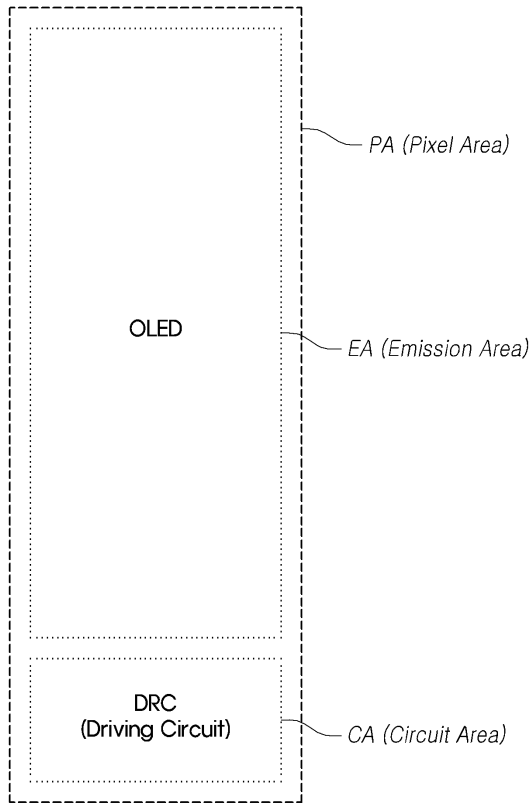 PA (Pixel Area)
OLED
EA (Emission Area)
DRC
(Driving Circuit)
CA (Circuit Area)